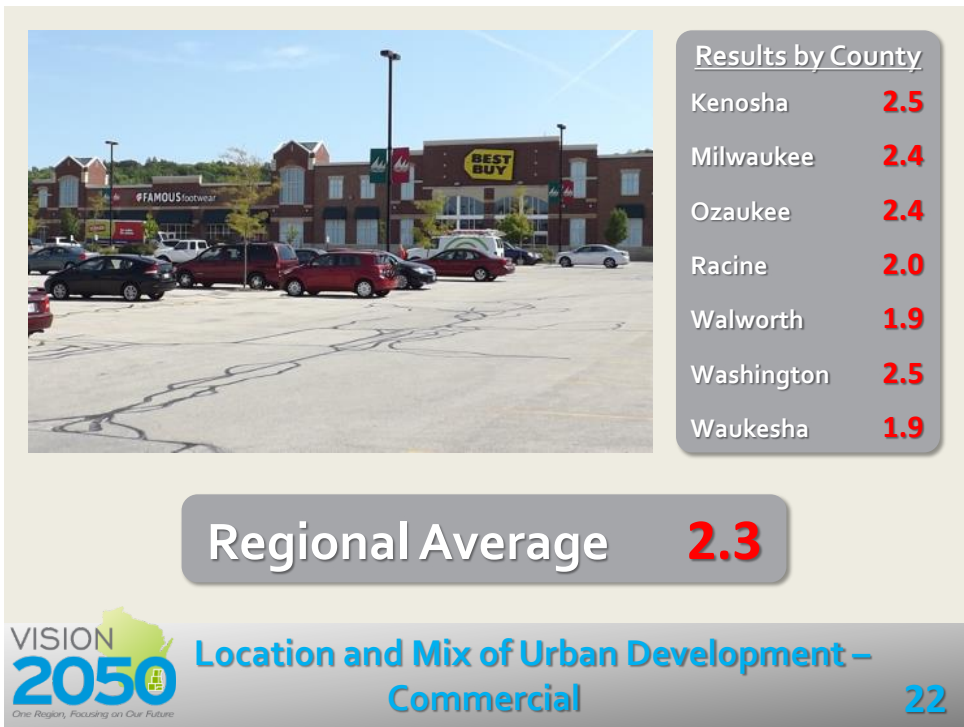 Results by County
Kenosha 2.5
Milwaukee 2.4
Ozaukee 2.4
Racine 2.0
Walworth 1.9
Washington 2.5
Waukesha 1.9
BEST
BUY
FAMOUS footwear
Regional Average 2.3
VISION
2050
One Region, Focusing on Our Future
Location and Mix of Urban Development –
Commercial
22